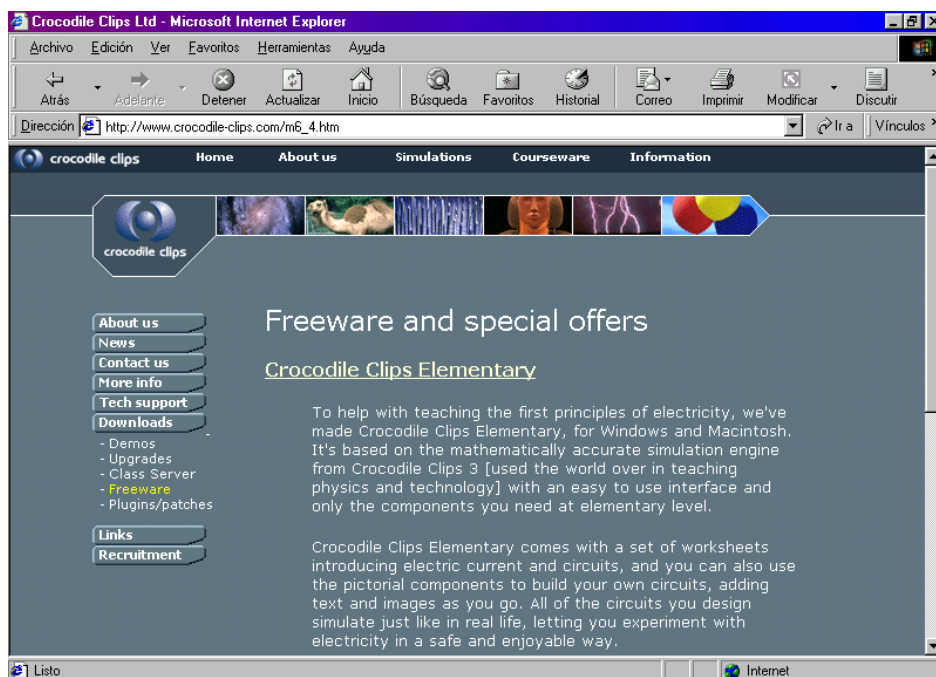 Crocodile Clips Ltd - Microsoft Internet Explorer
Archivo Edición Ver Favoritos Herramientas Ayuda
Atrás Adelante Detener Actualizar Inicio Búsqueda Favoritos Historial Correo Imprimir Modificar Discutir
Dirección http://www.crocodile-clips.com/m6_4.htm Ir a Vínculos
crocodile clips Home About us Simulations Courseware Information
crocodile clips
About us
News
Contact us
More info
Tech support
Downloads
- Demos
- Upgrades
- Class Server
- Freeware
- Plugins/patches
Links
Recruitment
Freeware and special offers
Crocodile Clips Elementary
To help with teaching the first principles of electricity, we've
made Crocodile Clips Elementary, for Windows and Macintosh.
It's based on the mathematically accurate simulation engine
from Crocodile Clips 3 [used the world over in teaching
physics and technology] with an easy to use interface and
only the components you need at elementary level.
Crocodile Clips Elementary comes with a set of worksheets
introducing electric current and circuits, and you can also use
the pictorial components to build your own circuits, adding
text and images as you go. All of the circuits you design
simulate just like in real life, letting you experiment with
electricity in a safe and enjoyable way.
Listo Internet